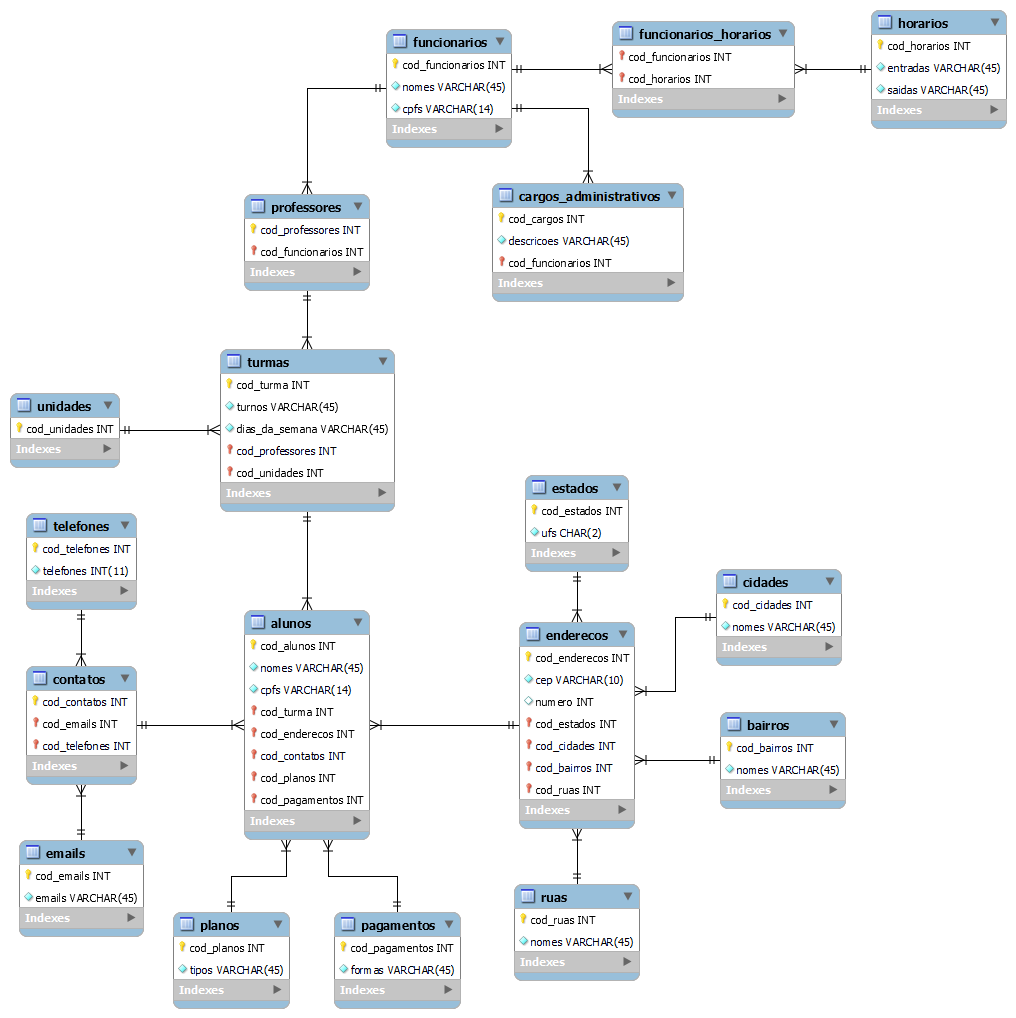 funcionarios
cod_funcionarios INT
nomes VARCHAR(45)
cpfs VARCHAR(14)
Indexes
funcionarios_horarios
cod_funcionarios INT
cod_horarios INT
Indexes
horarios
cod_horarios INT
entradas VARCHAR(45)
saidas VARCHAR(45)
Indexes
professores
cod_professores INT
cod_funcionarios INT
Indexes
cargos_administrativos
cod_cargos INT
descricoes VARCHAR(45)
cod_funcionarios INT
Indexes
turmas
cod_turma INT
turnos VARCHAR(45)
dias_da_semana VARCHAR(45)
cod_professores INT
cod_unidades INT
Indexes
unidades
cod_unidades INT
Indexes
telefones
cod_telefones INT
telefones INT(11)
Indexes
estados
cod_estados INT
ufs CHAR(2)
Indexes
cidades
cod_cidades INT
nomes VARCHAR(45)
Indexes
alunos
cod_alunos INT
nomes VARCHAR(45)
cpfs VARCHAR(14)
cod_turma INT
cod_enderecos INT
cod_contatos INT
cod_planos INT
cod_pagamentos INT
Indexes
enderecos
cod_enderecos INT
cep VARCHAR(10)
numero INT
cod_estados INT
cod_cidades INT
cod_bairros INT
cod_ruas INT
Indexes
contatos
cod_contatos INT
cod_emails INT
cod_telefones INT
Indexes
bairros
cod_bairros INT
nomes VARCHAR(45)
Indexes
emails
cod_emails INT
emails VARCHAR(45)
Indexes
planos
cod_planos INT
tipos VARCHAR(45)
Indexes
pagamentos
cod_pagamentos INT
formas VARCHAR(45)
Indexes
ruas
cod_ruas INT
nomes VARCHAR(45)
Indexes